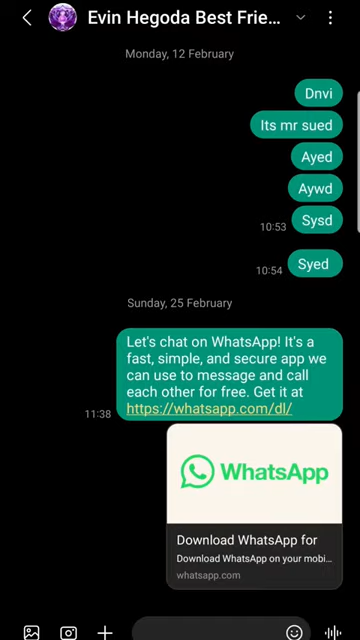 Evin Hegoda Best Frie...
Monday, 12 February
Dnvi
Its mr sued
Ayed
Aywd
10:53 Sysd
10:54 Syed
Sunday, 25 February
Let's chat on WhatsApp! It's a
fast, simple, and secure app we
can use to message and call
each other for free. Get it at
11:38 https://whatsapp.com/dl/
WhatsApp
Download WhatsApp for
Download WhatsApp on your mobi...
whatsapp.com